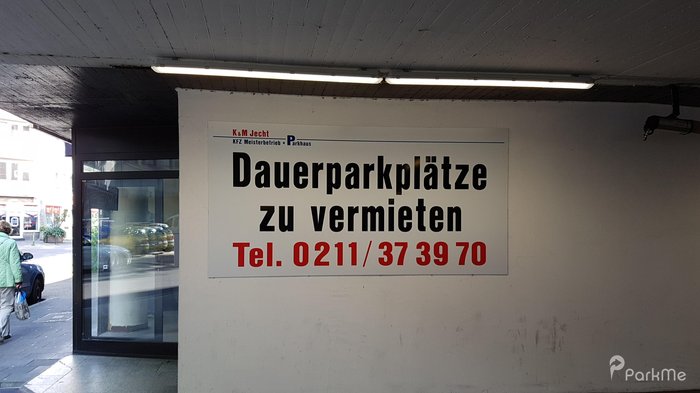 K&M Jecht
KFZ Meisterbetrieb + Parkhaus
Dauerparkplätze
zu vermieten
Tel. 0211/ 37 39 70
ParkMe